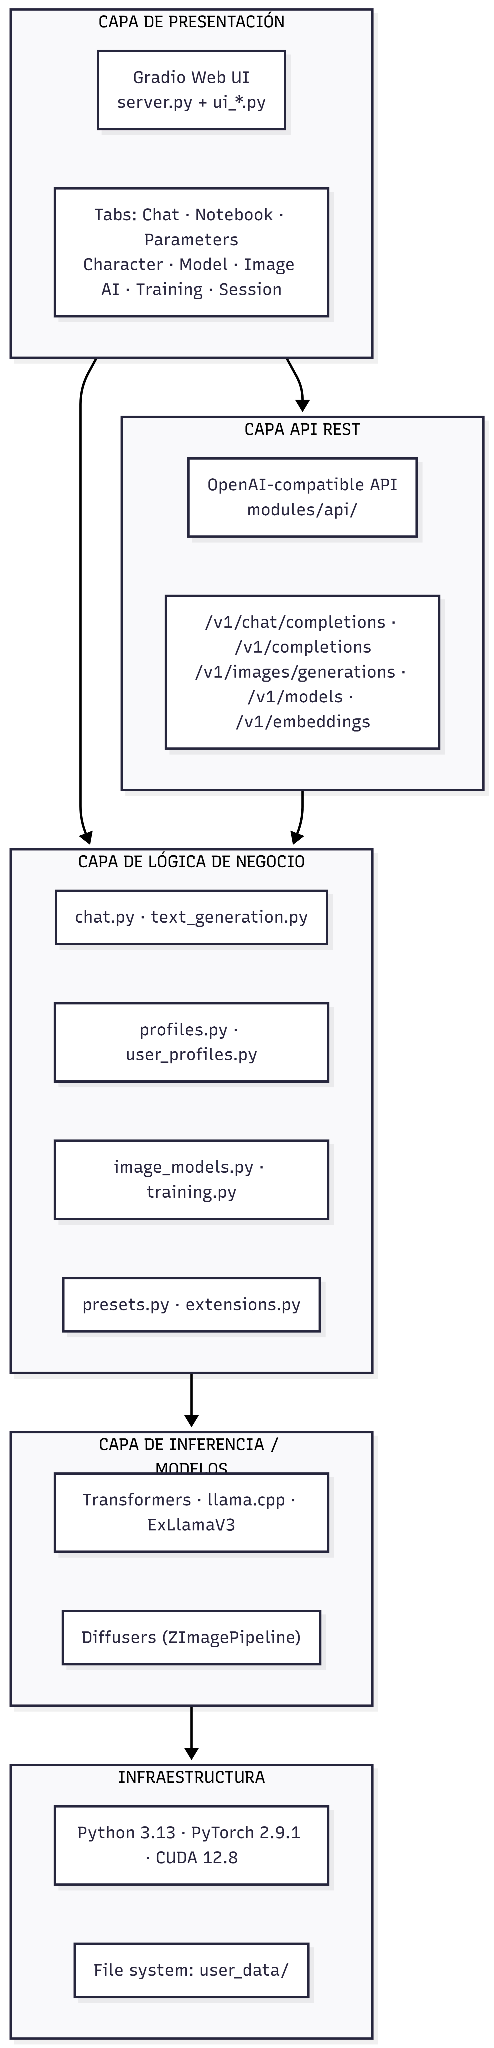 CAPA DE PRESENTACIÓN
Gradio Web UI
server.py + ui_*.py
Tabs: Chat · Notebook ·
Parameters
Character · Model · Image
AI · Training · Session
CAPA API REST
OpenAI-compatible API
modules/api/
/v1/chat/completions ·
/v1/completions
/v1/images/generations ·
/v1/models ·
/v1/embeddings
CAPA DE LÓGICA DE NEGOCIO
chat.py · text_generation.py
profiles.py ·
user_profiles.py
image_models.py ·
training.py
presets.py · extensions.py
CAPA DE INFERENCIA /
MODELOS
Transformers · llama.cpp ·
ExLlamaV3
Diffusers (ZImagePipeline)
INFRAESTRUCTURA
Python 3.13 · PyTorch 2.9.1
· CUDA 12.8
File system: user_data/